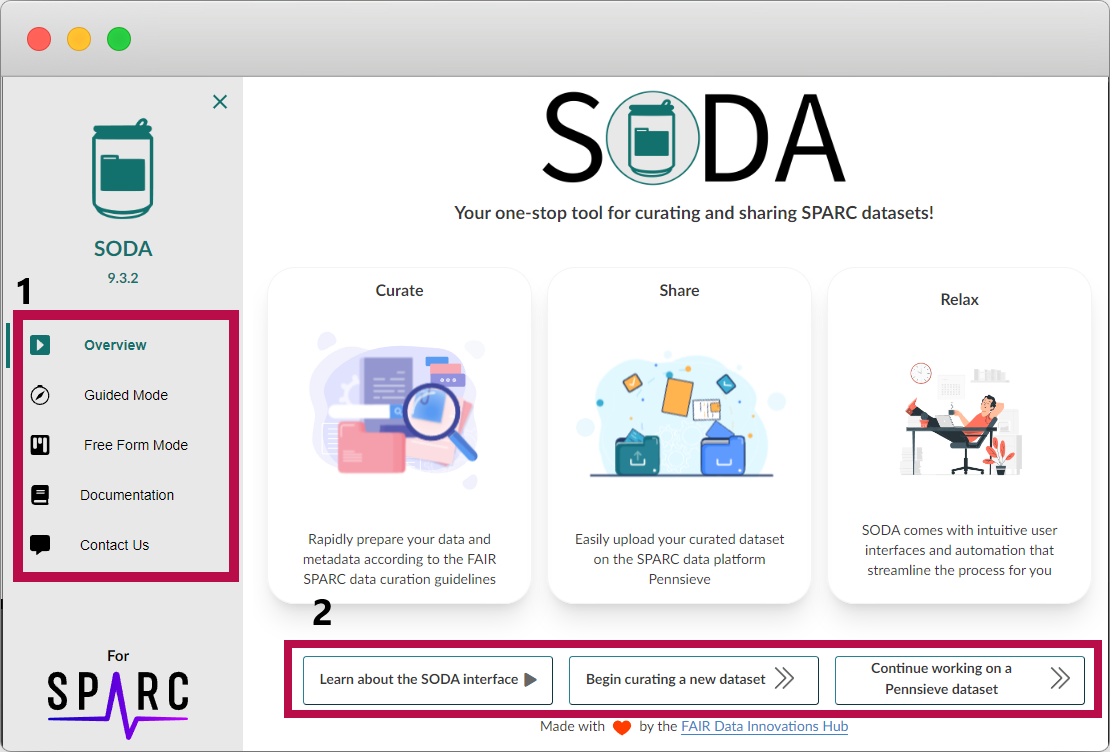 SODA
9.3.2
1
Overview
Guided Mode
Free Form Mode
Documentation
Contact Us
For
SPARC
SODA
Your one-stop tool for curating and sharing SPARC datasets!
Curate
Rapidly prepare your data and
metadata according to the FAIR
SPARC data curation guidelines
Share
Easily upload your curated dataset
on the SPARC data platform
Pennsieve
Relax
SODA comes with intuitive user
interfaces and automation that
streamline the process for you
2
Learn about the SODA interface
Begin curating a new dataset
Continue working on a
Pennsieve dataset
Made with by the FAIR Data Innovations Hub